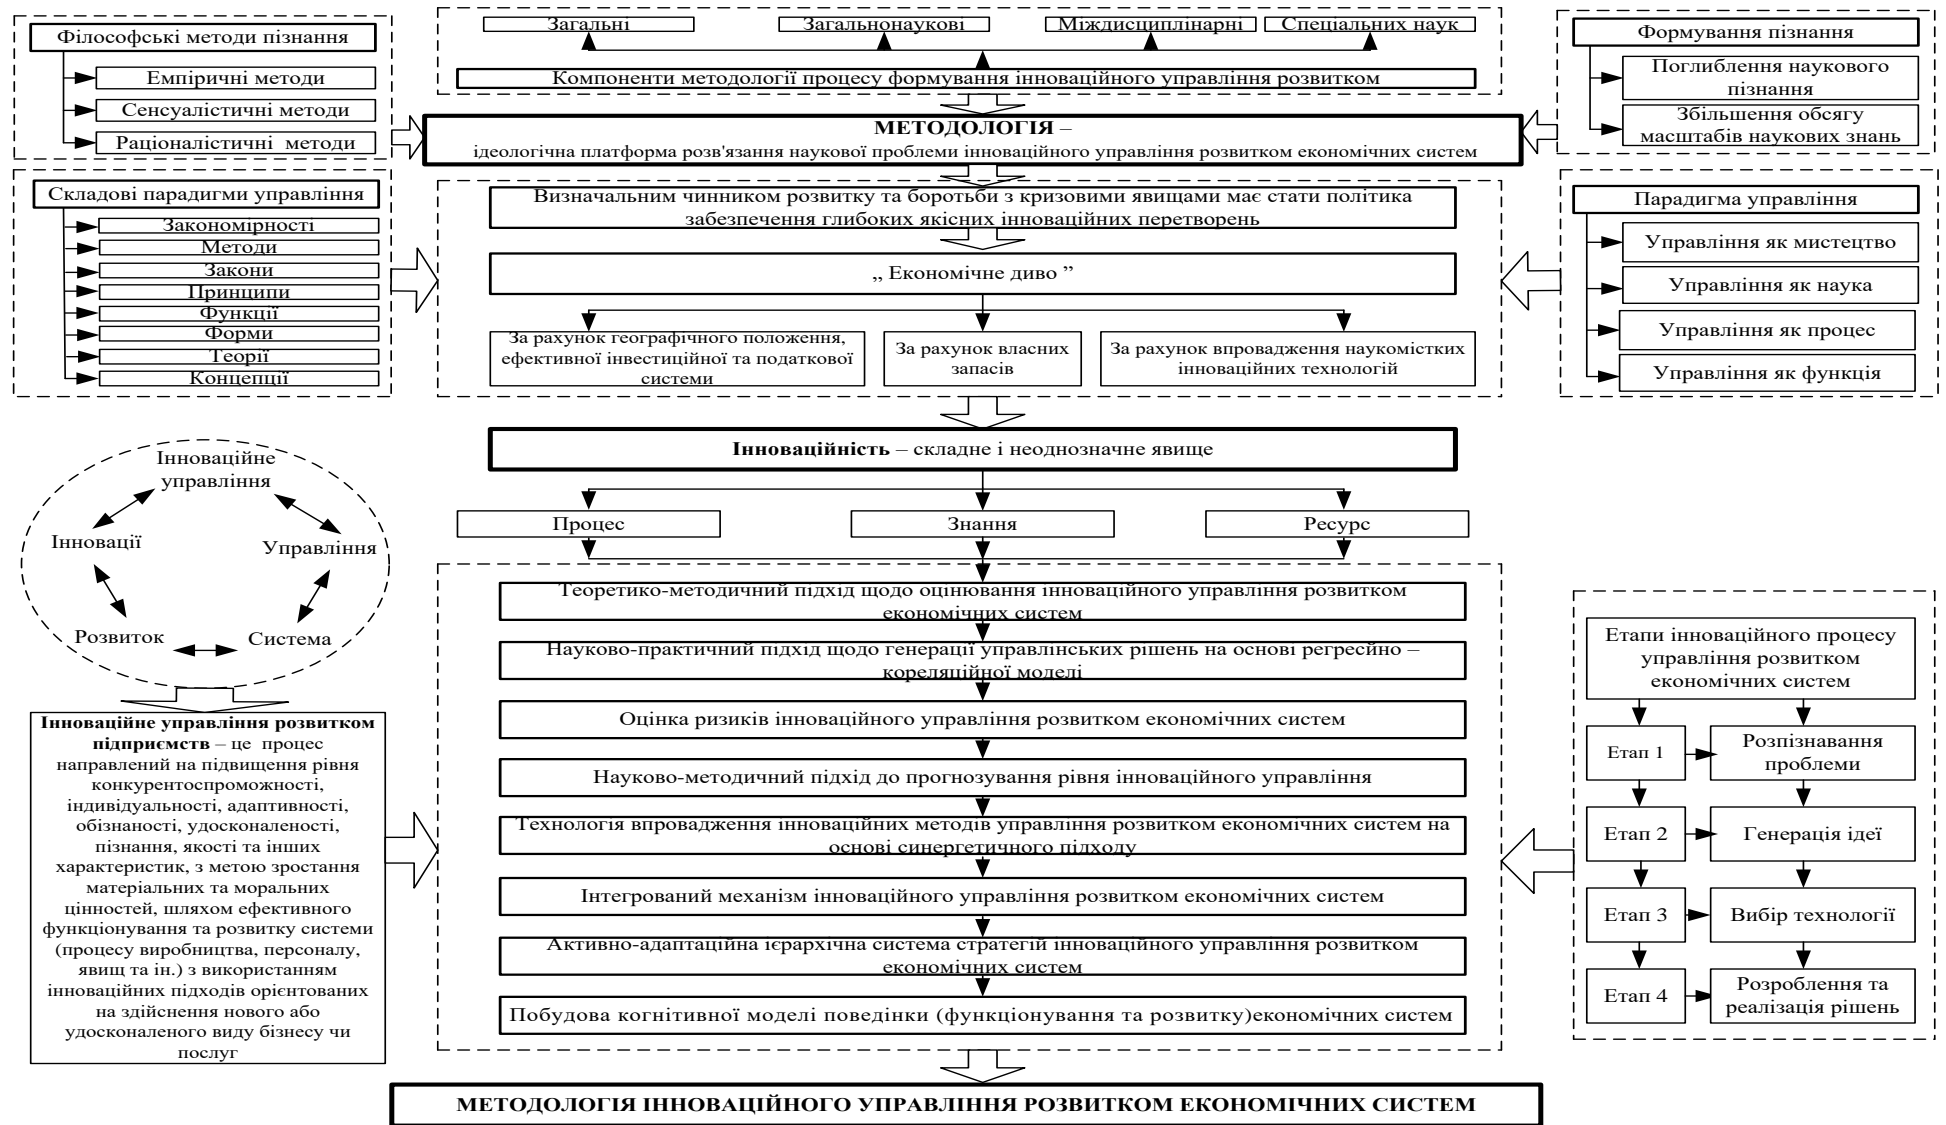 Філософські методи пізнання
Емпіричні методи
Сенсуалістичні методи
Раціоналістичні методи
Загальні
Загальнонаукові
Міждисциплінарні
Спеціальних наук
Компоненти методології процесу формування інноваційного управління розвитком
Формування пізнання
Поглиблення наукового
пізнання
Збільшення обсягу
масштабів наукових знань
МЕТОДОЛОГІЯ –
ідеологічна платформа розв'язання наукової проблеми інноваційного управління розвитком економічних систем
Складові парадигми управління
Закономірності
Методи
Закони
Принципи
Функції
Форми
Теорії
Концепції
Визначальним чинником розвитку та боротьби з кризовими явищами має стати політика
забезпечення глибоких якісних інноваційних перетворень
„ Економічне диво ”
За рахунок географічного положення,
ефективної інвестиційної та податкової
системи
За рахунок власних
запасів
За рахунок впровадження наукомістких
інноваційних технологій
Парадигма управління
Управління як мистецтво
Управління як наука
Управління як процес
Управління як функція
Інноваційність – складне і неоднозначне явище
Процес
Знання
Ресурс
Інноваційне
управління
Інновації
Управління
Розвиток
Система
Інноваційне управління розвитком
підприємств – це процес
направлений на підвищення рівня
конкурентоспроможності,
індивідуальності, адаптивності,
обізнаності, удосконаленості,
пізнання, якості та інших
характеристик, з метою зростання
матеріальних та моральних
цінностей, шляхом ефективного
функціонування та розвитку системи
(процесу виробництва, персоналу,
явищ та ін.) з використанням
інноваційних підходів орієнтованих
на здійснення нового або
удосконаленого виду бізнесу чи
послуг
Теоретико-методичний підхід щодо оцінювання інноваційного управління розвитком
економічних систем
Науково-практичний підхід щодо генерації управлінських рішень на основі регресійно –
кореляційної моделі
Оцінка ризиків інноваційного управління розвитком економічних систем
Науково-методичний підхід до прогнозування рівня інноваційного управління
Технологія впровадження інноваційних методів управління розвитком економічних систем на
основі синергетичного підходу
Інтегрований механізм інноваційного управління розвитком економічних систем
Активно-адаптаційна ієрархічна система стратегій інноваційного управління розвитком
економічних систем
Побудова когнітивної моделі поведінки (функціонування та розвитку)економічних систем
Етапи інноваційного процесу
управління розвитком
економічних систем
Етап 1
Розпізнавання
проблеми
Етап 2
Генерація ідеї
Етап 3
Вибір технології
Етап 4
Розроблення та
реалізація рішень
МЕТОДОЛОГІЯ ІННОВАЦІЙНОГО УПРАВЛІННЯ РОЗВИТКОМ ЕКОНОМІЧНИХ СИСТЕМ